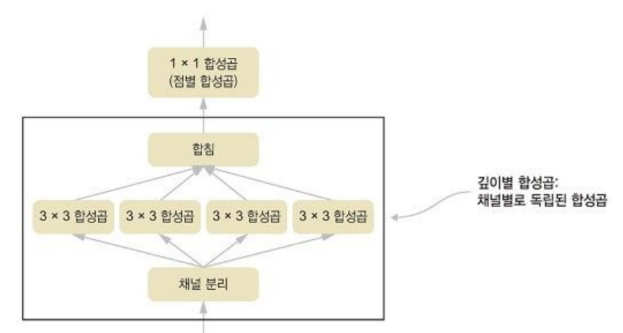 1 × 1 합성곱
(점별 합성곱)
합침
3 × 3 합성곱
3 × 3 합성곱
3 × 3 합성곱
3 × 3 합성곱
채널 분리
깊이별 합성곱:
채널별로 독립된 합성곱